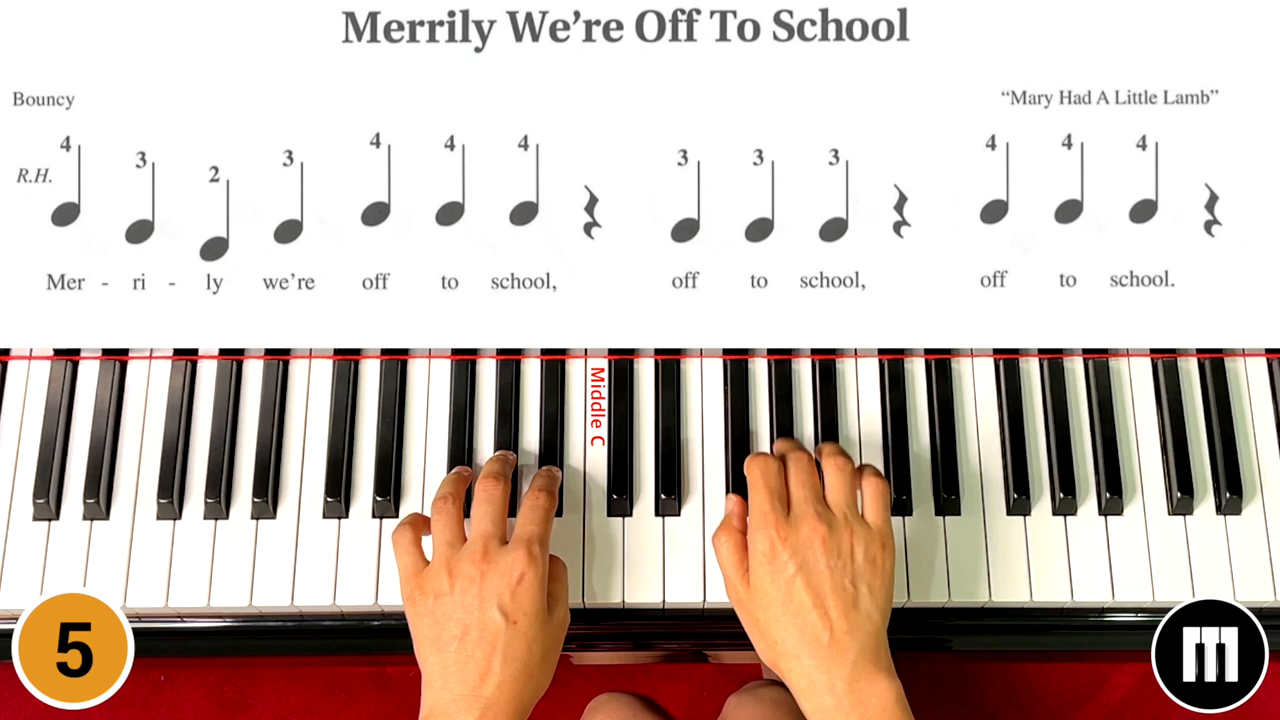 Merrily We’re Off To School
Bouncy
“Mary Had A Little Lamb”
4 3 2 3 4 4 4 3 3 3 4 4 4
R.H.
Mer - ri - ly we’re off to school, off to school, off to school.
Middle C
5
m